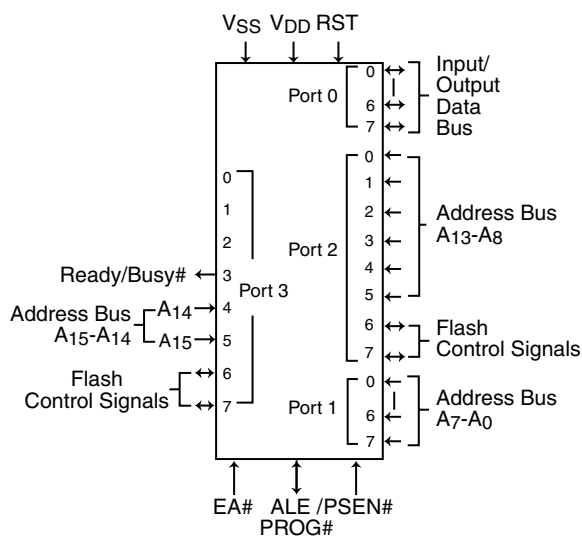 VSS VDD RST
Port 0
0
6
7
Input/
Output
Data
Bus
Port 2
0
1
2
3
4
5
6
7
Address Bus
A13-A8
Flash
Control Signals
Port 1
0
6
7
Address Bus
A7-A0
Port 3
0
1
2
3
4
5
6
7
Ready/Busy#
Address Bus
A15-A14
A14
A15
Flash
Control Signals
EA# ALE /PSEN#
PROG#